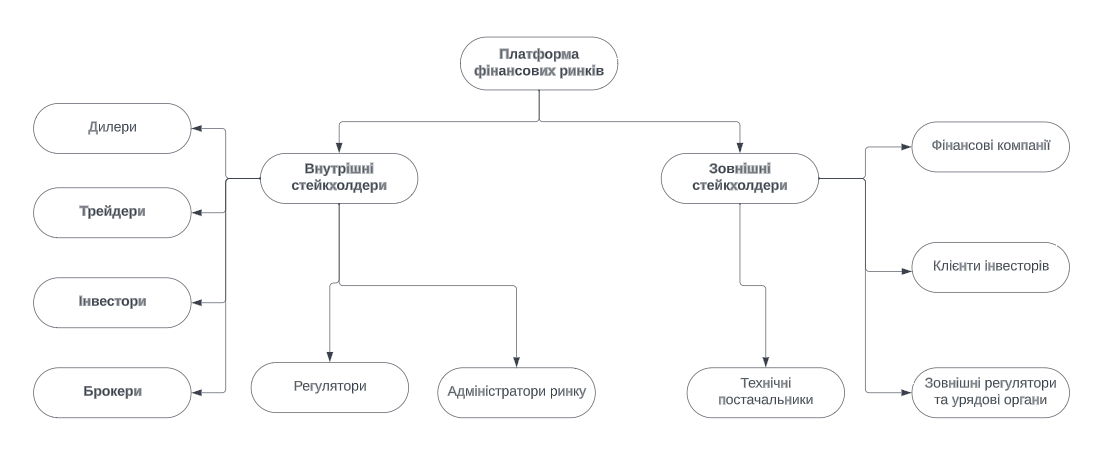 Платформа
фінансових ринків
Внутрішні
стейкхолдери
Зовнішні
стейкхолдери
Дилери
Трейдери
Інвестори
Брокери
Регулятори
Адміністратори ринку
Технічні
постачальники
Фінансові компанії
Клієнти інвесторів
Зовнішні регулятори
та урядові органи